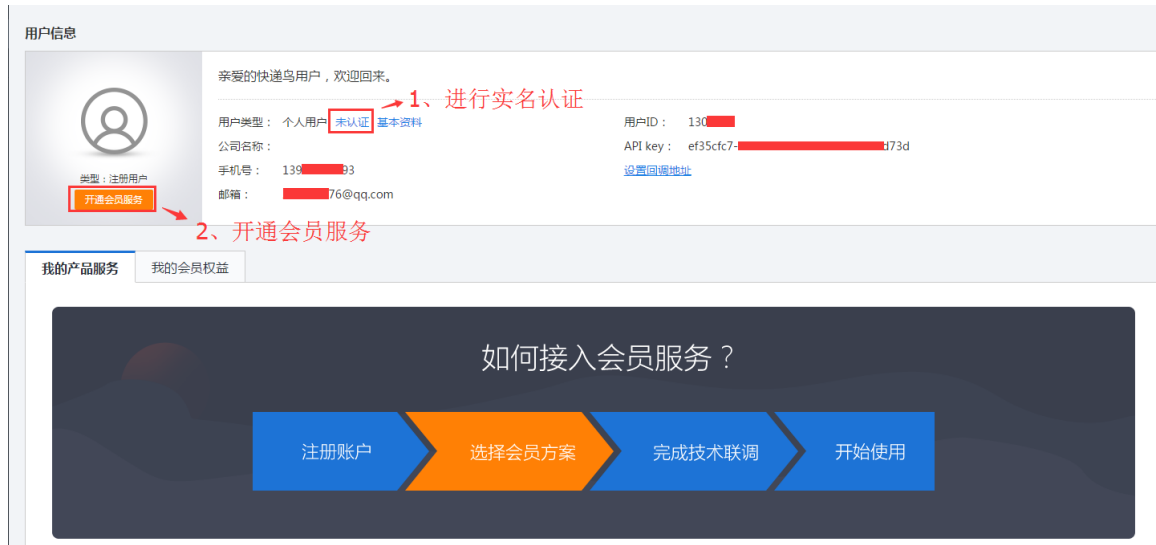 用户信息
亲爱的快递鸟用户，欢迎回来。
1、进行实名认证
用户类型： 个人用户 未认证 基本资料
用户ID： 130
公司名称：
API key： ef35cfc7- d73d
手机号： 139 93
设置回调地址
类型：注册用户
邮箱： 76@qq.com
开通会员服务
2、开通会员服务
我的产品服务 我的会员权益
如何接入会员服务？
注册账户 选择会员方案 完成技术联调 开始使用